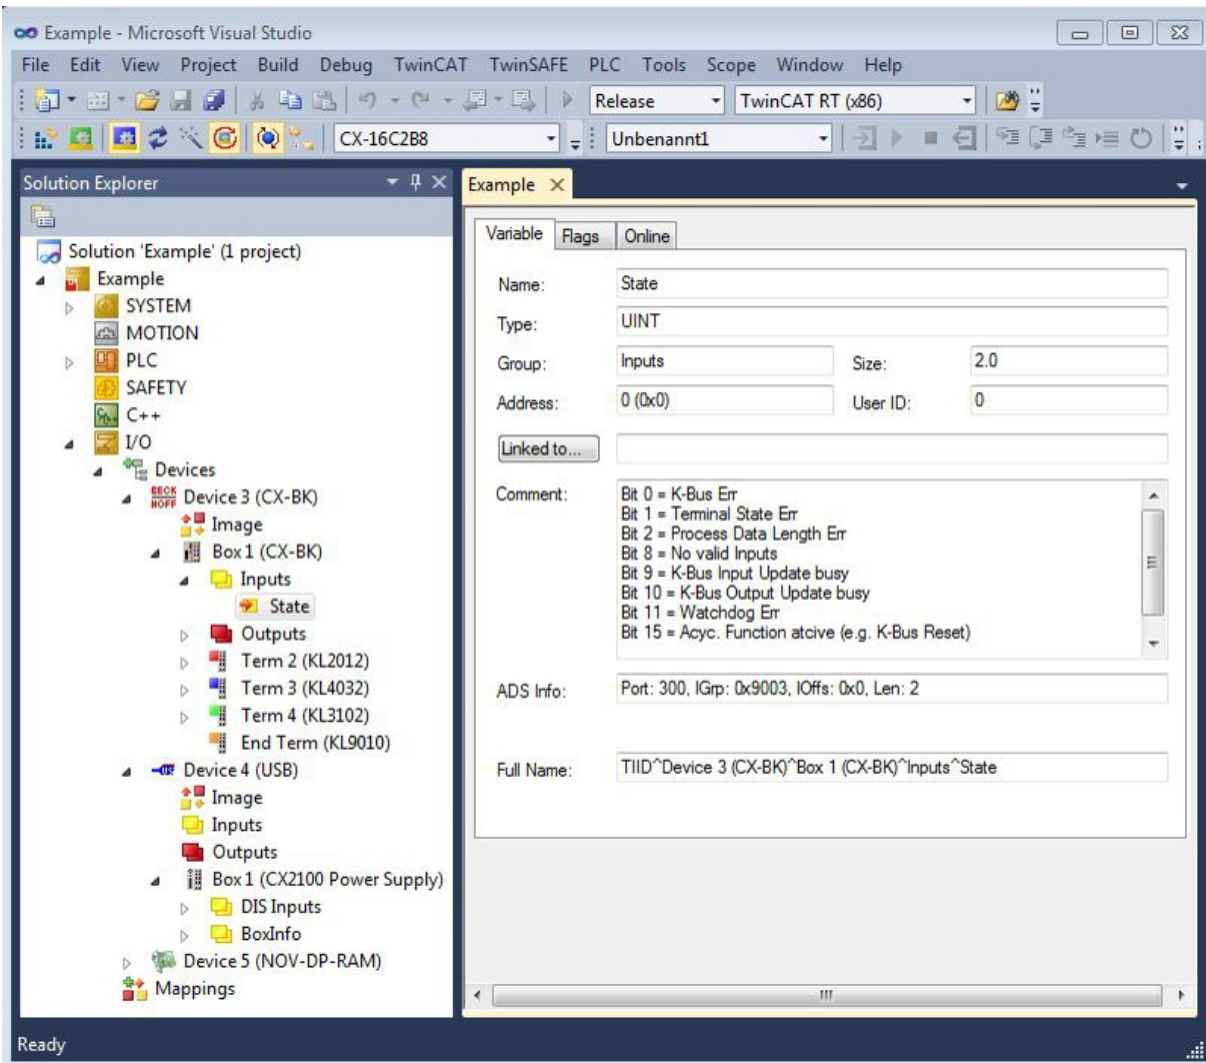 Example - Microsoft Visual Studio
File Edit View Project Build Debug TwinCAT TwinSAFE PLC Tools Scope Window Help
Release TwinCAT RT (x86)
CX-16C2B8 Unbenannt1
Solution Explorer
Example
Solution 'Example' (1 project)
Example
SYSTEM
MOTION
PLC
SAFETY
C++
I/O
Devices
BECK HOFF Device 3 (CX-BK)
Image
Box 1 (CX-BK)
Inputs
State
Outputs
Term 2 (KL2012)
Term 3 (KL4032)
Term 4 (KL3102)
End Term (KL9010)
Device 4 (USB)
Image
Inputs
Outputs
Box 1 (CX2100 Power Supply)
DIS Inputs
BoxInfo
Device 5 (NOV-DP-RAM)
Mappings
Variable Flags Online
Name: State
Type: UINT
Group: Inputs Size: 2.0
Address: 0 (0x0) User ID: 0
Linked to...
Comment: Bit 0 = K-Bus Err
Bit 1 = Terminal State Err
Bit 2 = Process Data Length Err
Bit 8 = No valid Inputs
Bit 9 = K-Bus Input Update busy
Bit 10 = K-Bus Output Update busy
Bit 11 = Watchdog Err
Bit 15 = Acyc. Function atcive (e.g. K-Bus Reset)
ADS Info: Port: 300, IGrp: 0x9003, IOffs: 0x0, Len: 2
Full Name: TIID^Device 3 (CX-BK)^Box 1 (CX-BK)^Inputs^State
Ready